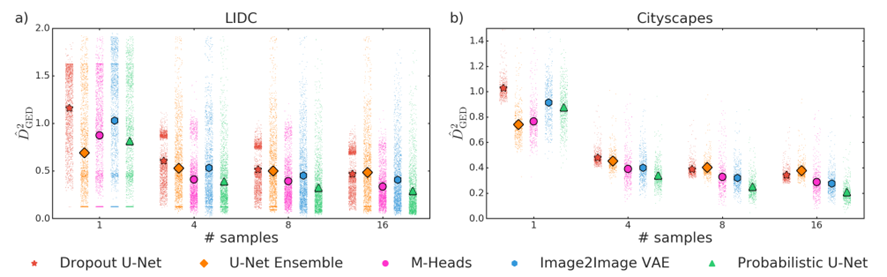 a) LIDC
2.0
1.5
1.0
0.5
0.0
D̂²GED
1 4 8 16
# samples
b) Cityscapes
1.4
1.2
1.0
0.8
0.6
0.4
0.2
0.0
D̂²GED
1 4 8 16
# samples
Dropout U-Net U-Net Ensemble M-Heads Image2Image VAE Probabilistic U-Net